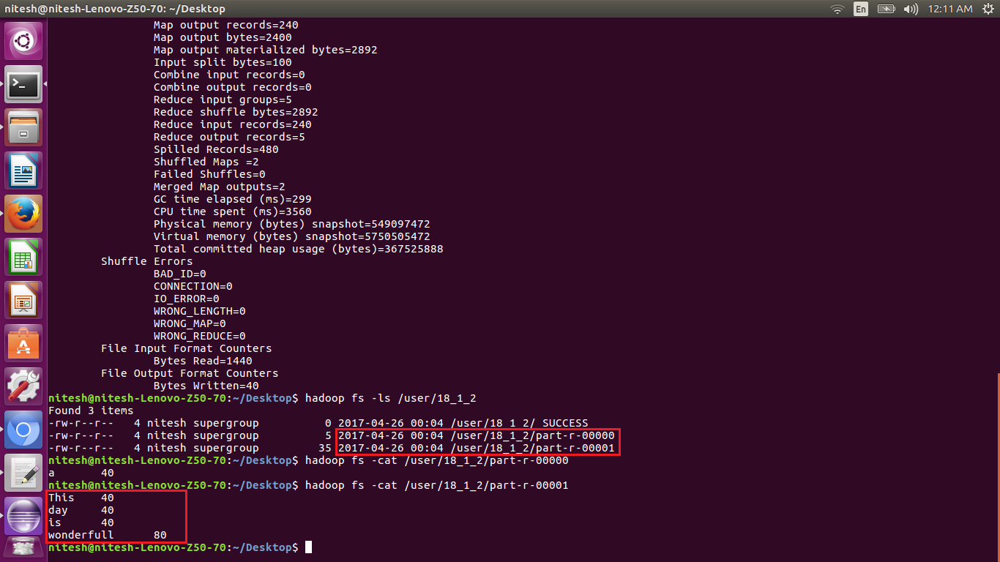 nitesh@nitesh-Lenovo-Z50-70: ~/Desktop
En
12:11 AM
Map output records=240
Map output bytes=2400
Map output materialized bytes=2892
Input split bytes=100
Combine input records=0
Combine output records=0
Reduce input groups=5
Reduce shuffle bytes=2892
Reduce input records=240
Reduce output records=5
Spilled Records=480
Shuffled Maps =2
Failed Shuffles=0
Merged Map outputs=2
GC time elapsed (ms)=299
CPU time spent (ms)=3560
Physical memory (bytes) snapshot=549097472
Virtual memory (bytes) snapshot=5750505472
Total committed heap usage (bytes)=367525888
Shuffle Errors
BAD_ID=0
CONNECTION=0
IO_ERROR=0
WRONG_LENGTH=0
WRONG_MAP=0
WRONG_REDUCE=0
File Input Format Counters
Bytes Read=1440
File Output Format Counters
Bytes Written=40
nitesh@nitesh-Lenovo-Z50-70:~/Desktop$ hadoop fs -ls /user/18_1_2
Found 3 items
-rw-r--r--   4 nitesh supergroup          0 2017-04-26 00:04 /user/18_1_2/_SUCCESS
-rw-r--r--   4 nitesh supergroup          5 2017-04-26 00:04 /user/18_1_2/part-r-00000
-rw-r--r--   4 nitesh supergroup         35 2017-04-26 00:04 /user/18_1_2/part-r-00001
nitesh@nitesh-Lenovo-Z50-70:~/Desktop$ hadoop fs -cat /user/18_1_2/part-r-00000
a       40
nitesh@nitesh-Lenovo-Z50-70:~/Desktop$ hadoop fs -cat /user/18_1_2/part-r-00001
This    40
day     40
is      40
wonderfull      80
nitesh@nitesh-Lenovo-Z50-70:~/Desktop$